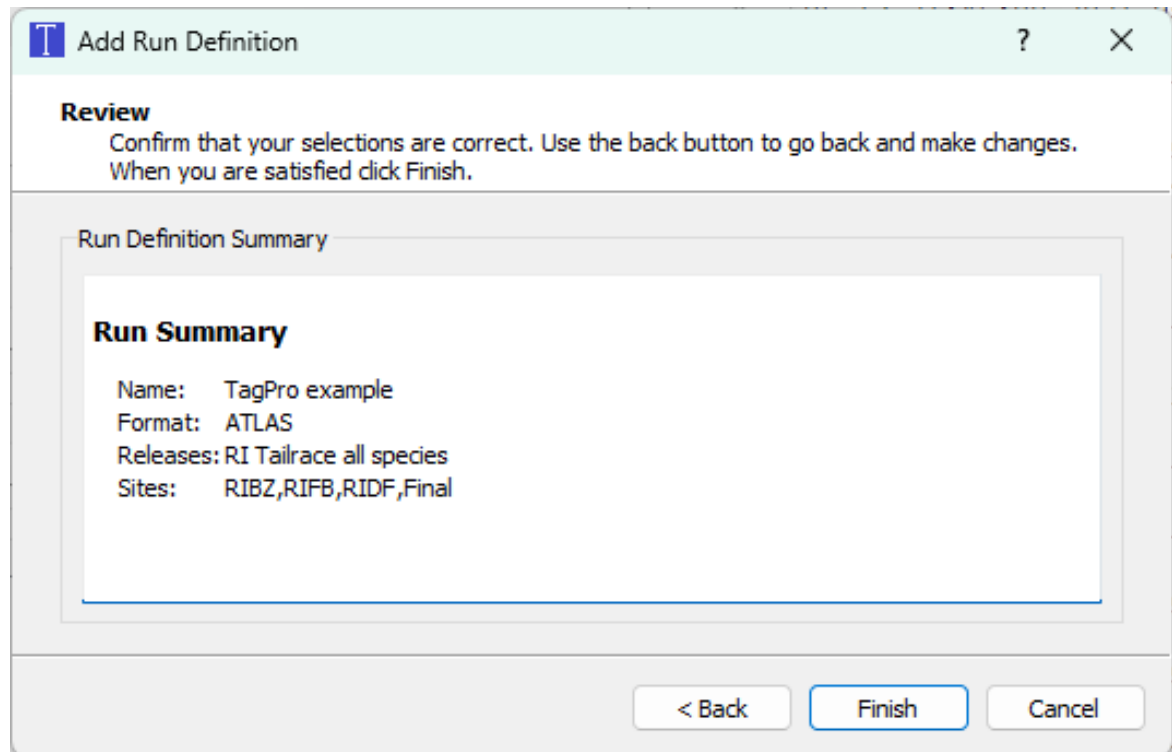 T Add Run Definition ?
Review
Confirm that your selections are correct. Use the back button to go back and make changes.
When you are satisfied click Finish.
Run Definition Summary
Run Summary
Name: TagPro example
Format: ATLAS
Releases: RI Tailrace all species
Sites: RIBZ,RIFB,RIDF,Final
< Back Finish Cancel